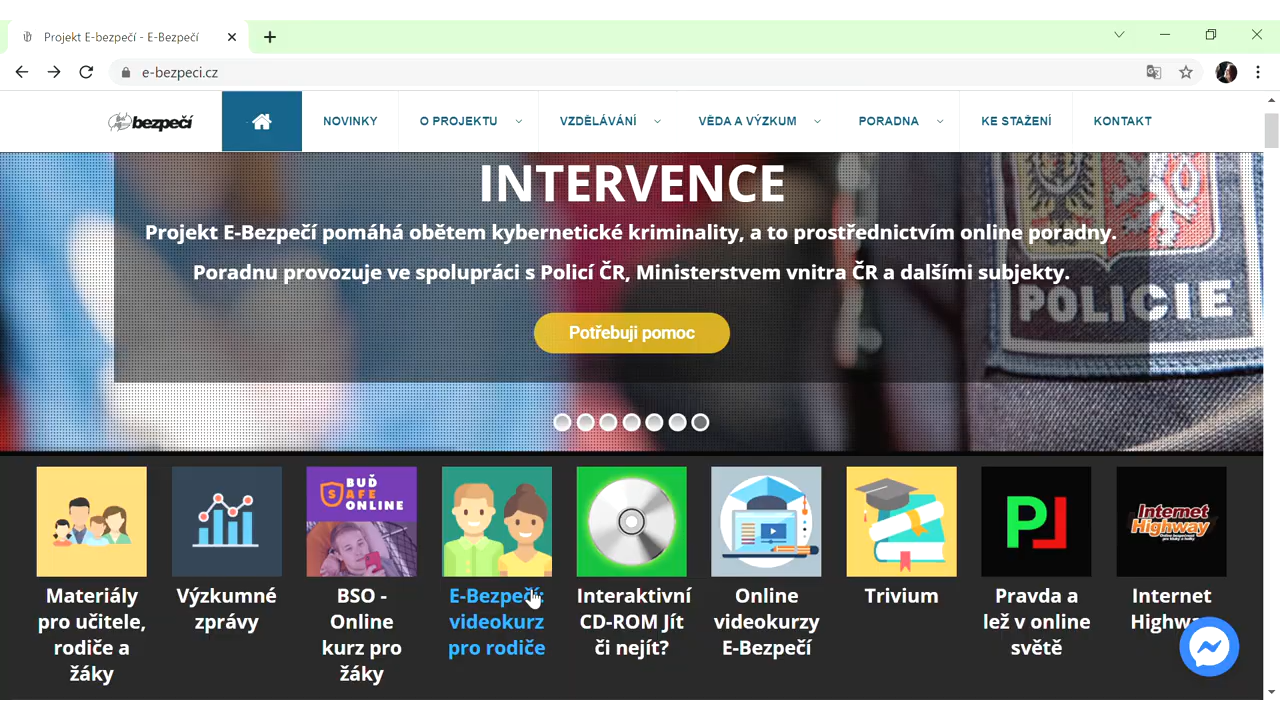 Projekt E-bezpečí - E-Bezpečí
e-bezpeci.cz
bezpečí
NOVINKY
O PROJEKTU
VZDĚLÁVÁNÍ
VĚDA A VÝZKUM
PORADNA
KE STAŽENÍ
KONTAKT
INTERVENCE
Projekt E-Bezpečí pomáhá obětem kybernetické kriminality, a to prostřednictvím online poradny.
Poradnu provozuje ve spolupráci s Policí ČR, Ministerstvem vnitra ČR a dalšími subjekty.
Potřebuji pomoc
POLICIE
BUĎ
SAFE
ONLINE
PL
Internet
Highway
Materiály
pro učitele,
rodiče a
žáky
Výzkumné
zprávy
BSO -
Online
kurz pro
žáky
E-Bezpečí:
videokurz
pro rodiče
Interaktivní
CD-ROM Jít
či nejít?
Online
videokurzy
E-Bezpečí
Trivium
Pravda a
lež v online
světě
Internet
Highway